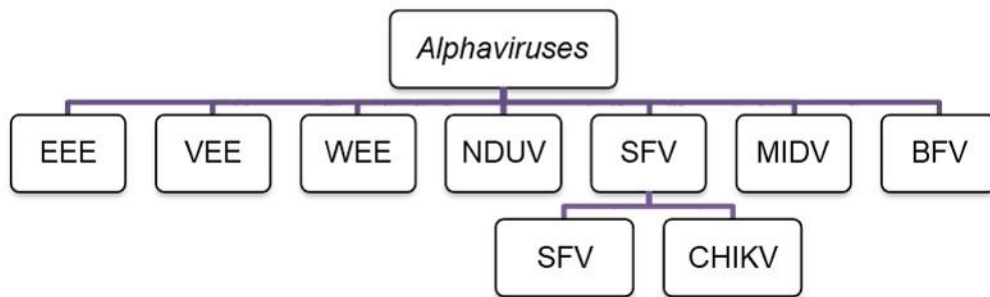 Alphaviruses
EEE
VEE
WEE
NDUV
SFV
MIDV
BFV
SFV
CHIKV